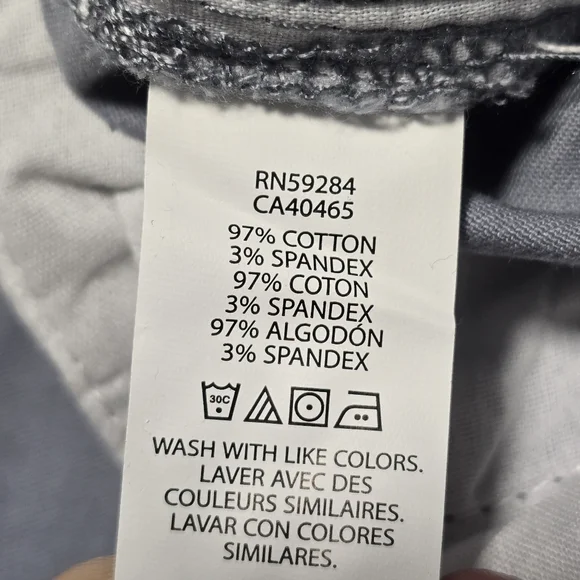 RN59284
CA40465
97% COTTON
3% SPANDEX
97% COTON
3% SPANDEX
97% ALGODÓN
3% SPANDEX
30C
WASH WITH LIKE COLORS.
LAVER AVEC DES
COULEURS SIMILAIRES.
LAVAR CON COLORES
SIMILARES.